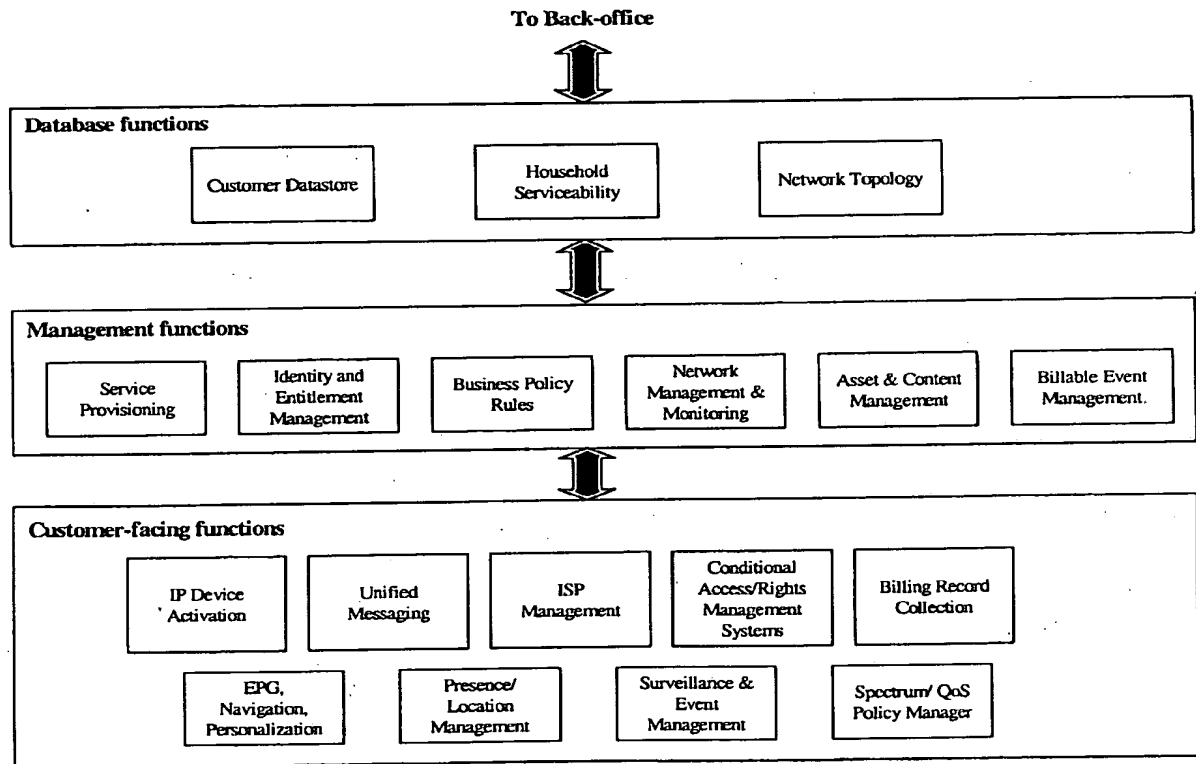 To Back-office
Database functions
Customer Datastore
Household
Serviceability
Network Topology
Management functions
Service
Provisioning
Identity and
Entitlement
Management
Business Policy
Rules
Network
Management &
Monitoring
Asset & Content
Management
Billable Event
Management.
Customer-facing functions
IP Device
Activation
Unified
Messaging
ISP
Management
Conditional
Access/Rights
Management
Systems
Billing Record
Collection
EPG,
Navigation,
Personalization
Presence/
Location
Management
Surveillance &
Event
Management
Spectrum/ QoS
Policy Manager